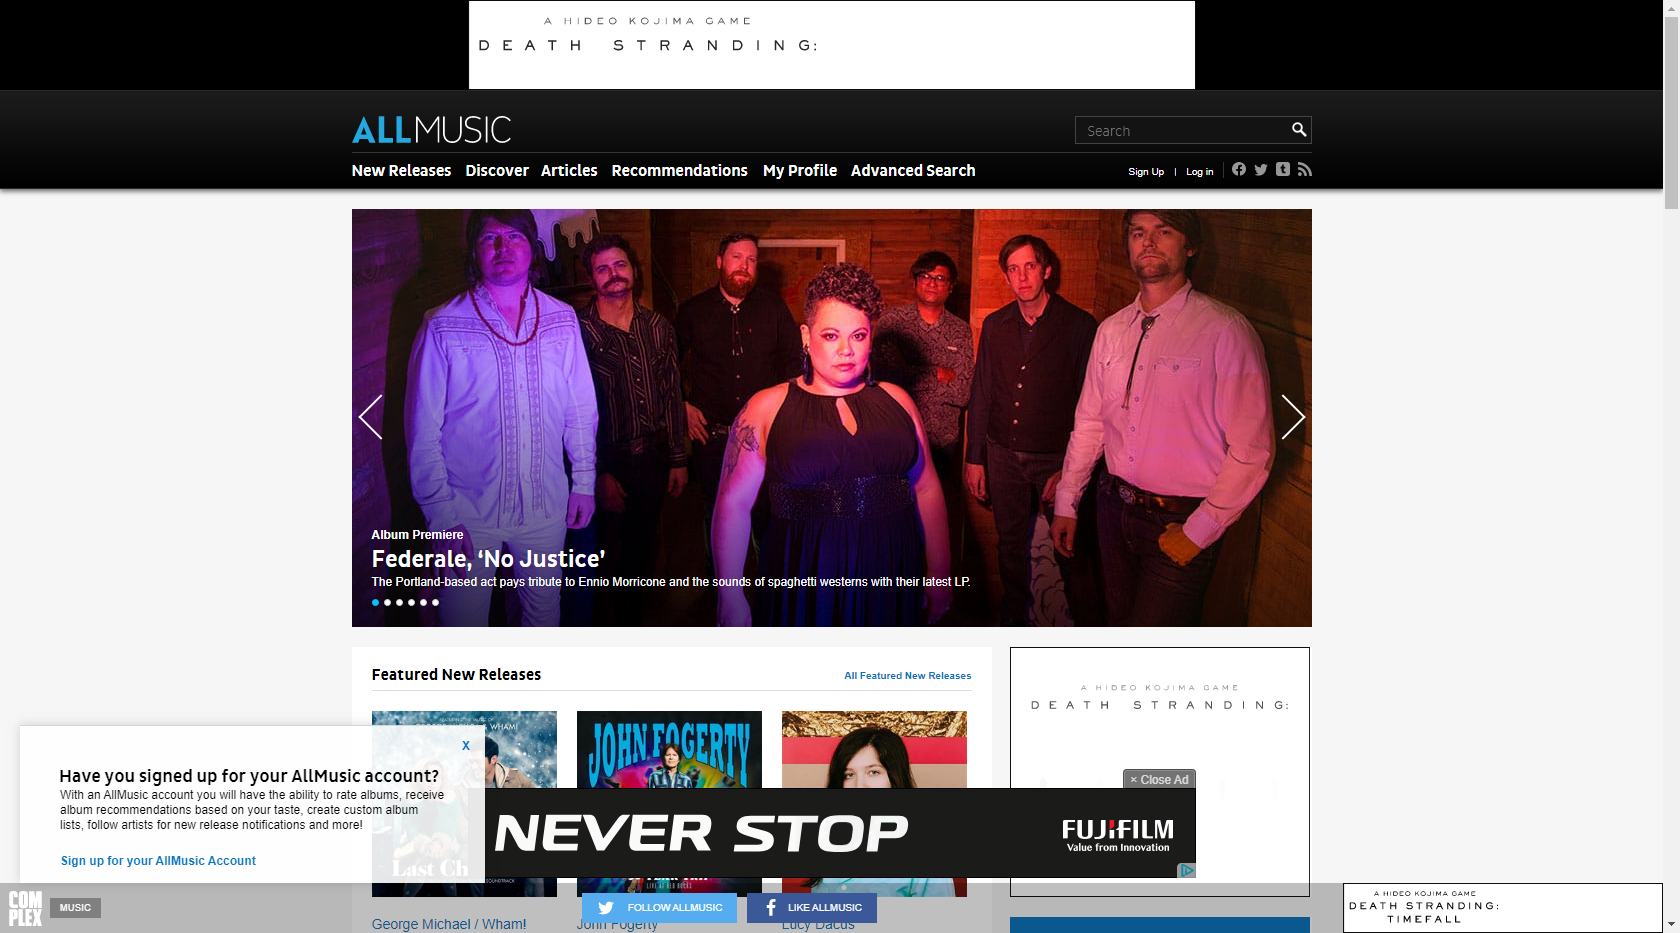 A HIDEO KOJIMA GAME
DEATH STRANDING:
ALLMUSIC
Search
New Releases Discover Articles Recommendations My Profile Advanced Search
Sign Up | Log in
Album Premiere
Federale, ‘No Justice’
The Portland-based act pays tribute to Ennio Morricone and the sounds of spaghetti westerns with their latest LP.
Featured New Releases
All Featured New Releases
A HIDEO KOJIMA GAME
DEATH STRANDING:
WHAM!
JOHN FOGERTY
X
Have you signed up for your AllMusic account?
With an AllMusic account you will have the ability to rate albums, receive
album recommendations based on your taste, create custom album
lists, follow artists for new release notifications and more!
Sign up for your AllMusic Account
Last Ch
SOUNDTRACK
× Close Ad
NEVER STOP
FUJIFILM
Value from Innovation
LIVE AT RED ROCKS
COMPLEX
MUSIC
FOLLOW ALLMUSIC
LIKE ALLMUSIC
George Michael / Wham!
John Fogerty
Lucy Dacus
A HIDEO KOJIMA GAME
DEATH STRANDING:
TIMEFALL